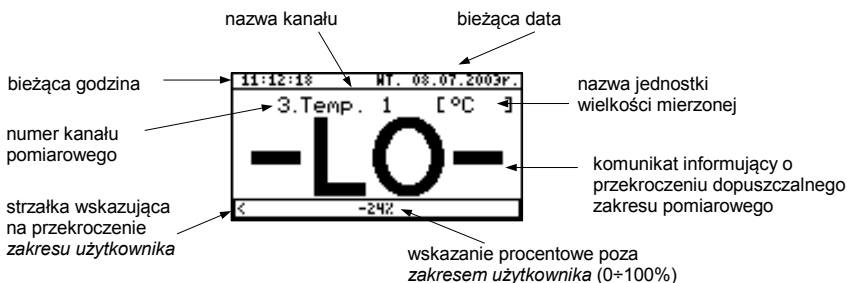 nazwa kanału
bieżąca data
bieżąca godzina
11:12:18 WT. 08.07.2003r.
nazwa jednostki
wielkości mierzonej
3.Temp. 1 [°C ]
numer kanału
pomiarowego
-LO-
komunikat informujący o
przekroczeniu dopuszczalnego
zakresu pomiarowego
strzałka wskazująca
na przekroczenie
zakresu użytkownika
< -24%
wskazanie procentowe poza
zakresem użytkownika (0÷100%)